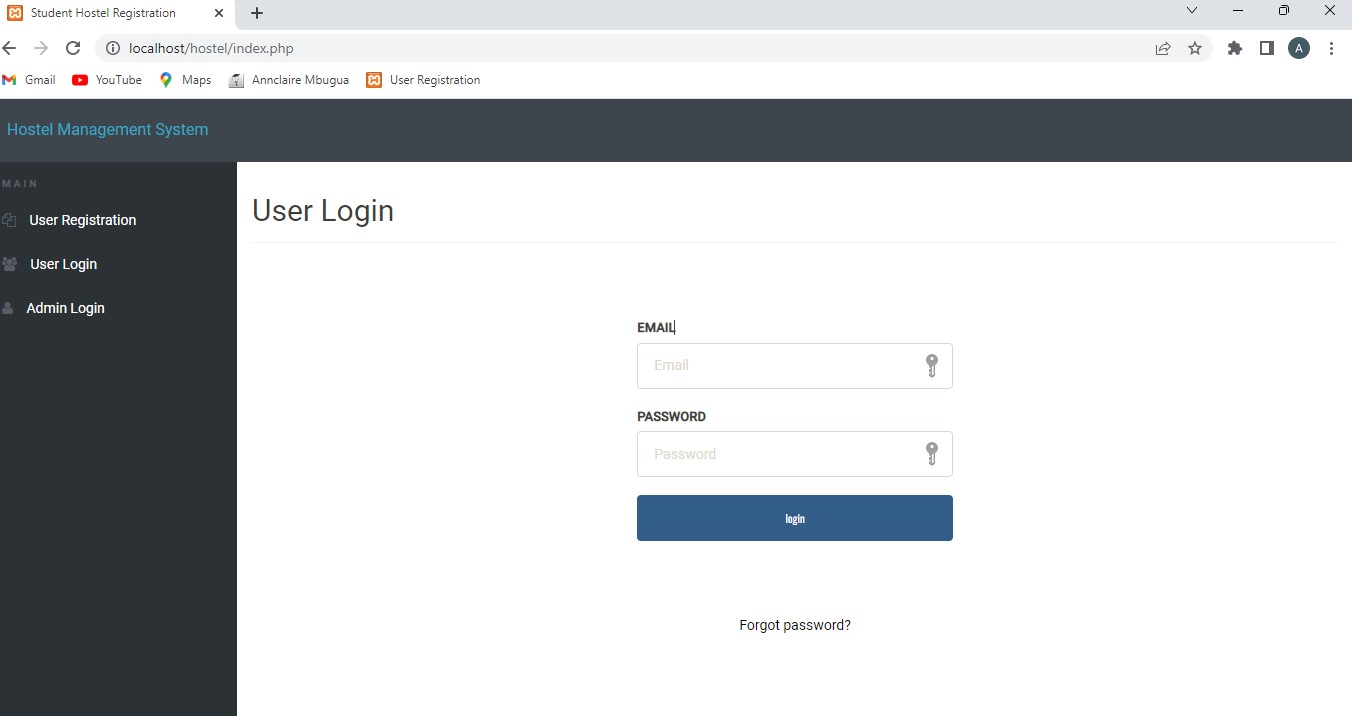 Student Hostel Registration
localhost/hostel/index.php
A
Gmail YouTube Maps Annclaire Mbugua User Registration
Hostel Management System
MAIN
User Registration
User Login
Admin Login
User Login
EMAIL
Email
PASSWORD
Password
login
Forgot password?